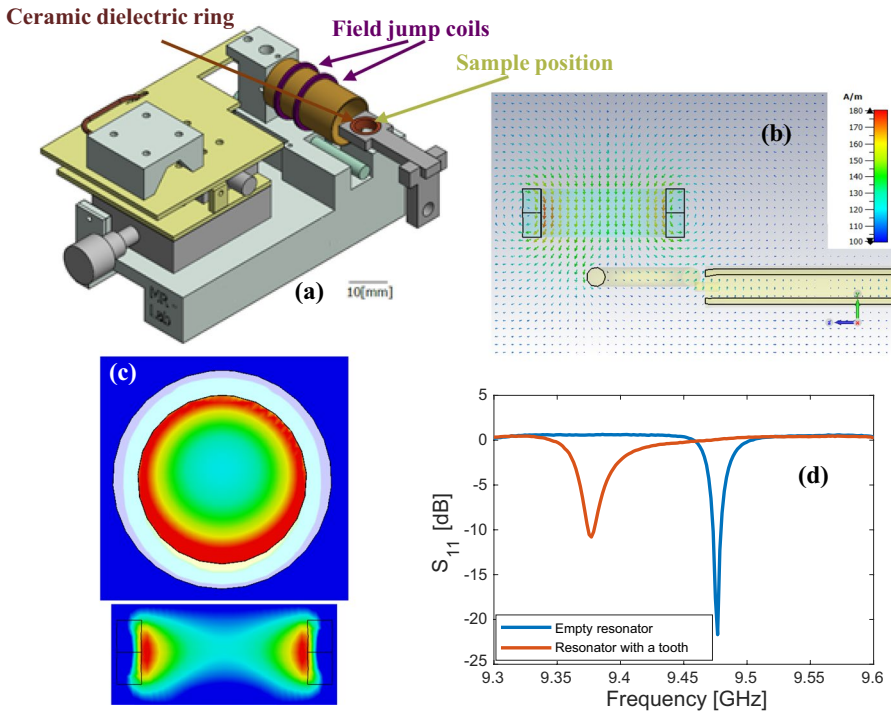 Ceramic dielectric ring
Field jump coils
Sample position
MR-
Lab
(a)
10[mm]
(b)
A/m
180
170
160
150
140
130
120
110
100
(c)
(d)
5
0
-5
-10
-15
-20
-25
S11 [dB]
Empty resonator
Resonator with a tooth
9.3
9.35
9.4
9.45
9.5
9.55
9.6
Frequency [GHz]